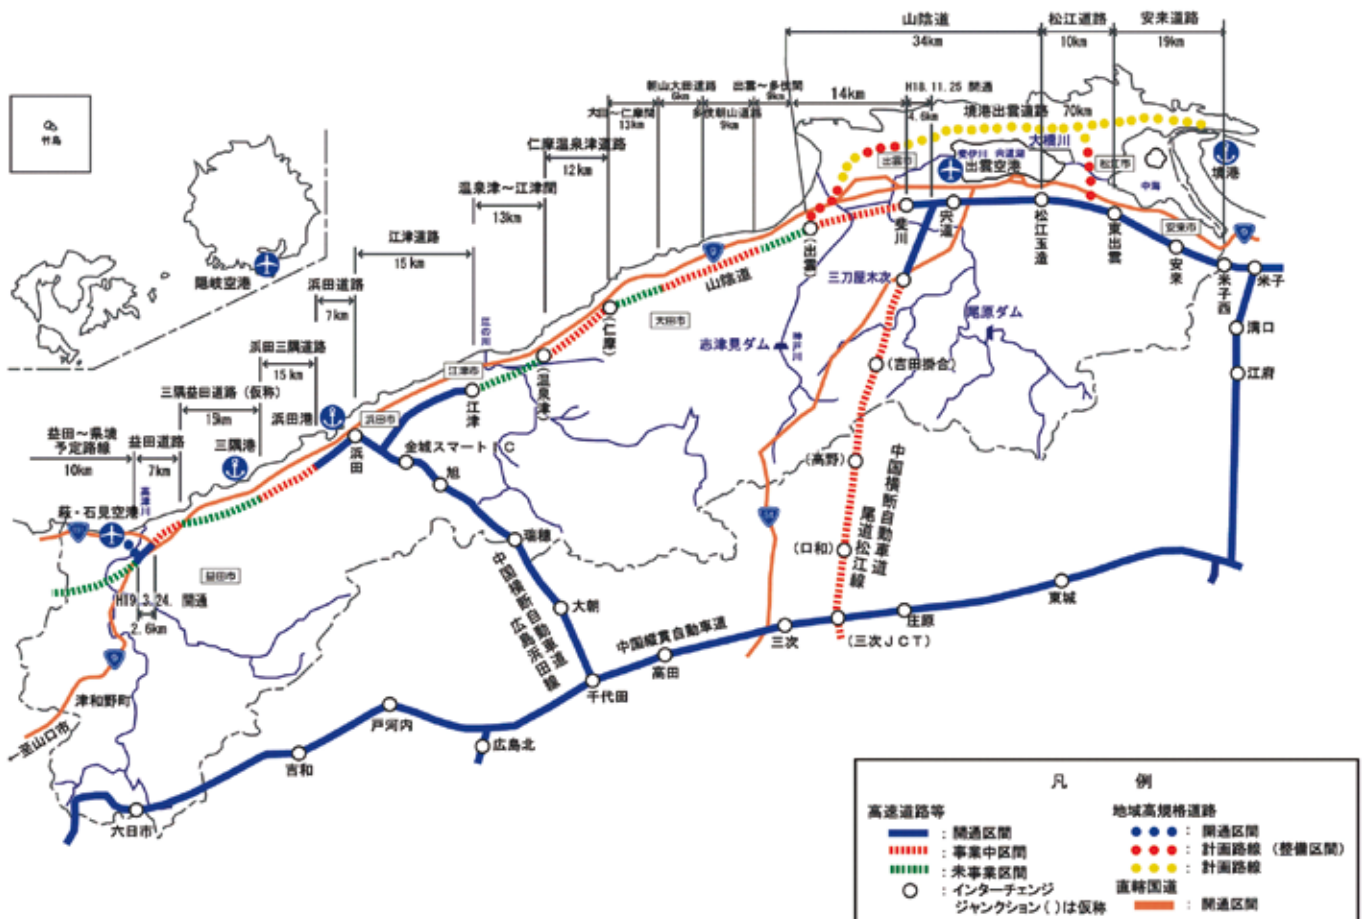 山陰道
34km
松江道路
10km
安来道路
19km
朝山大田道路
6km
出雲～多伎間
9km
14km
H18.11.25 開通
4.6km
境港出雲道路 70km
大田～仁摩間
13km
多伎朝山道路
9km
仁摩温泉津道路
12km
温泉津～江津間
13km
江津道路
15km
浜田道路
7km
浜田三隅道路
15km
三隅益田道路（仮称）
15km
益田～県境
予定路線
10km
益田道路
7km
竹島
隠岐空港
浜田港
三隅港
萩・石見空港
高津川
江の川
出雲市
斐伊川
宍道湖
出雲空港
大橋川
松江市
中海
境港
安来市
9
9
山陰道
大田市
江津市
浜田市
益田市
(出雲)
斐川
宍道
松江玉造
東出雲
安来
米子西
米子
溝口
江府
三刀屋木次
尾原ダム
志津見ダム
神戸川
(吉田掛合)
(高野)
(口和)
54
中国横断自動車道
尾道松江線
(仁摩)
(温泉津)
江津
浜田
金城スマートIC
旭
瑞穂
大朝
中国横断自動車道
広島浜田線
千代田
中国縦貫自動車道
高田
三次
(三次JCT)
庄原
東城
191
H19.3.24. 開通
2.6km
9
津和野町
至山口市
六日市
吉和
戸河内
広島北
凡 例
高速道路等
：開通区間
：事業中区間
：未事業区間
：インターチェンジ
ジャンクション( )は仮称
地域高規格道路
：開通区間
：計画路線（整備区間）
：計画路線
直轄国道
：開通区間